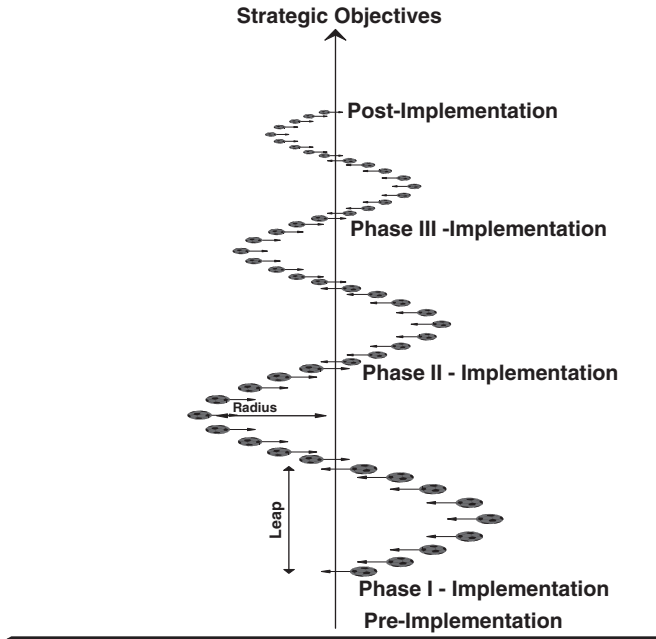 Strategic Objectives
Post-Implementation
Phase III -Implementation
Phase II - Implementation
Radius
Leap
Phase I - Implementation
Pre-Implementation